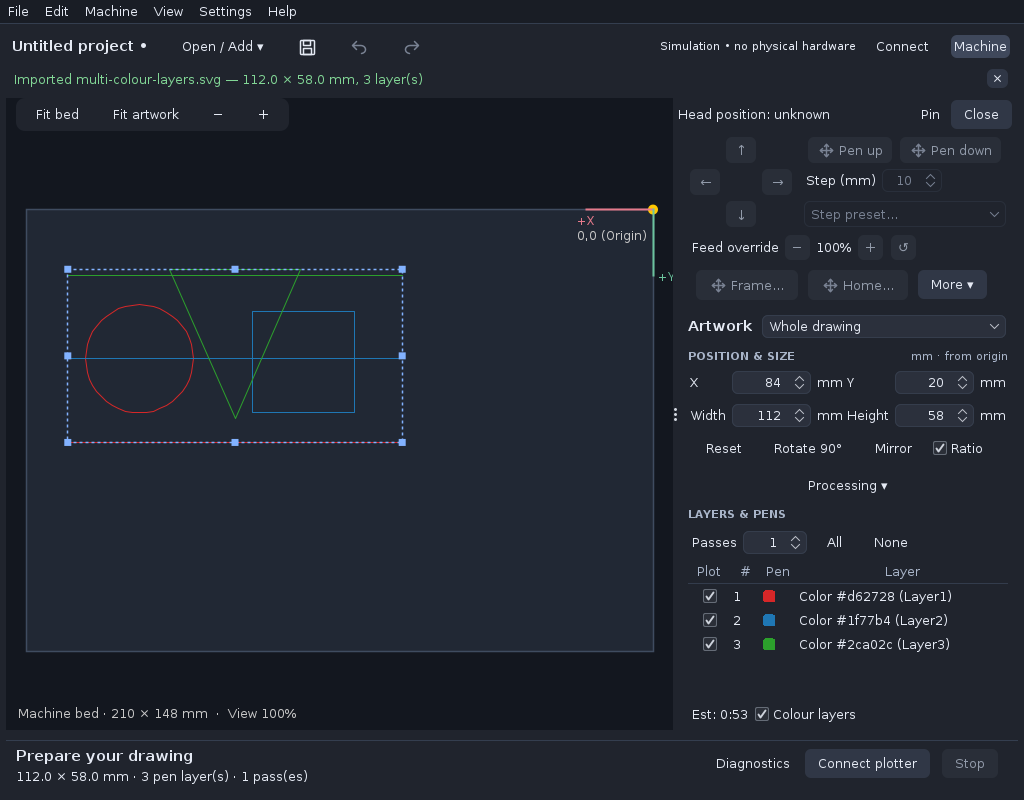 File Edit Machine View Settings Help
Untitled project • Open / Add ▾ Simulation • no physical hardware Connect Machine
Imported multi-colour-layers.svg — 112.0 × 58.0 mm, 3 layer(s) ✕
Fit bed Fit artwork − + Head position: unknown Pin Close
↑ Pen up Pen down
← → Step (mm) 10
↓ Step preset...
+X
0,0 (Origin)
+Y
Feed override − 100% + ↺
Frame... Home... More ▾
Artwork Whole drawing
POSITION & SIZE mm · from origin
X 84 mm Y 20 mm
Width 112 mm Height 58 mm
Reset Rotate 90° Mirror Ratio
Processing ▾
LAYERS & PENS
Passes 1 All None
Plot # Pen Layer
1 Color #d62728 (Layer1)
2 Color #1f77b4 (Layer2)
3 Color #2ca02c (Layer3)
Machine bed · 210 × 148 mm · View 100% Est: 0:53 Colour layers
Prepare your drawing
112.0 × 58.0 mm · 3 pen layer(s) · 1 pass(es) Diagnostics Connect plotter Stop